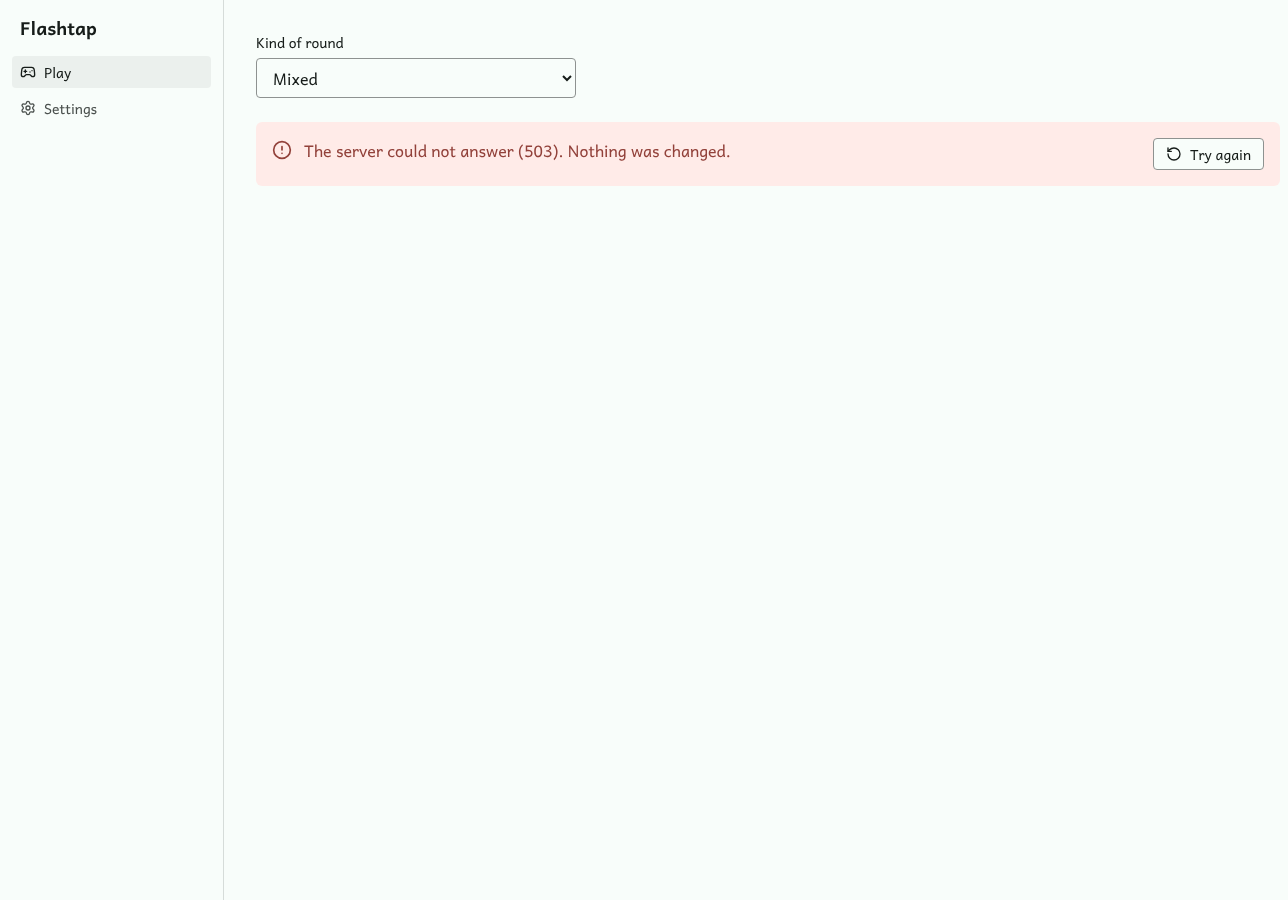 Flashtap
Play
Settings
Kind of round
Mixed
The server could not answer (503). Nothing was changed.
Try again